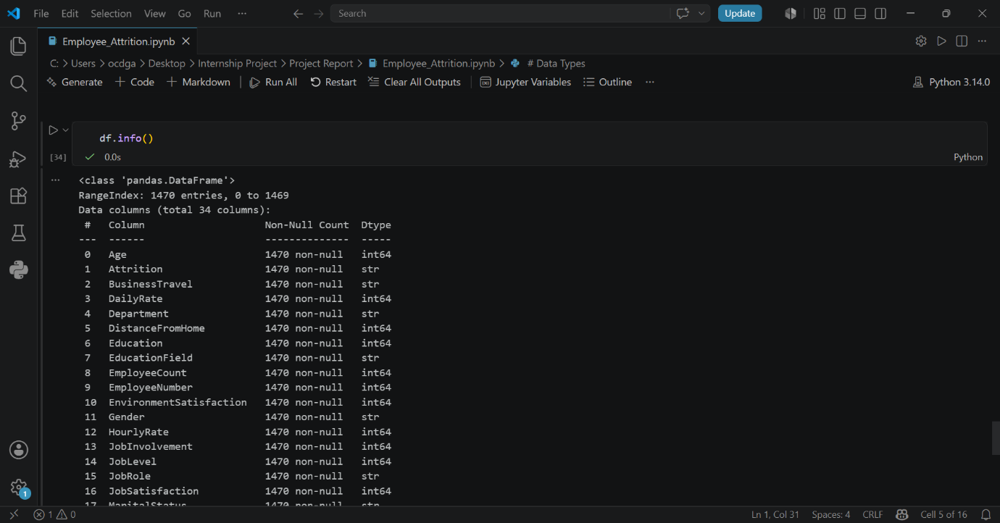 File Edit Selection View Go Run ··· Search Update
Employee_Attrition.ipynb
C: > Users > ocdga > Desktop > Internship Project > Project Report > Employee_Attrition.ipynb > # Data Types
Generate + Code + Markdown Run All Restart Clear All Outputs Jupyter Variables Outline ··· Python 3.14.0
df.info()
[34] 0.0s Python
<class 'pandas.DataFrame'>
RangeIndex: 1470 entries, 0 to 1469
Data columns (total 34 columns):
# Column Non-Null Count Dtype
--- ------ -------------- -----
0 Age 1470 non-null int64
1 Attrition 1470 non-null str
2 BusinessTravel 1470 non-null str
3 DailyRate 1470 non-null int64
4 Department 1470 non-null str
5 DistanceFromHome 1470 non-null int64
6 Education 1470 non-null int64
7 EducationField 1470 non-null str
8 EmployeeCount 1470 non-null int64
9 EmployeeNumber 1470 non-null int64
10 EnvironmentSatisfaction 1470 non-null int64
11 Gender 1470 non-null str
12 HourlyRate 1470 non-null int64
13 JobInvolvement 1470 non-null int64
14 JobLevel 1470 non-null int64
15 JobRole 1470 non-null str
16 JobSatisfaction 1470 non-null int64
17 MaritalStatus 1470 non-null str
1
1 0 Ln 1, Col 31 Spaces: 4 CRLF Cell 5 of 16